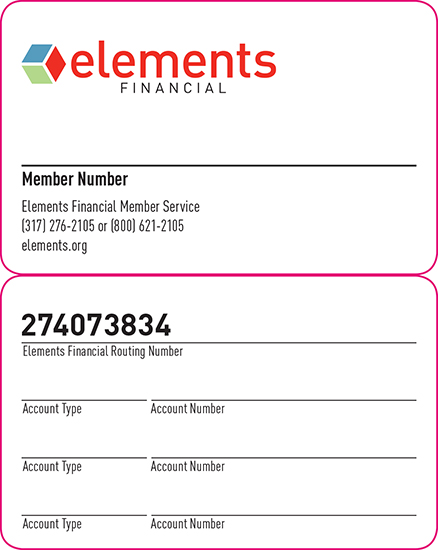 elements
FINANCIAL
Member Number
Elements Financial Member Service
(317) 276-2105 or (800) 621-2105
elements.org
274073834
Elements Financial Routing Number
Account Type Account Number
Account Type Account Number
Account Type Account Number